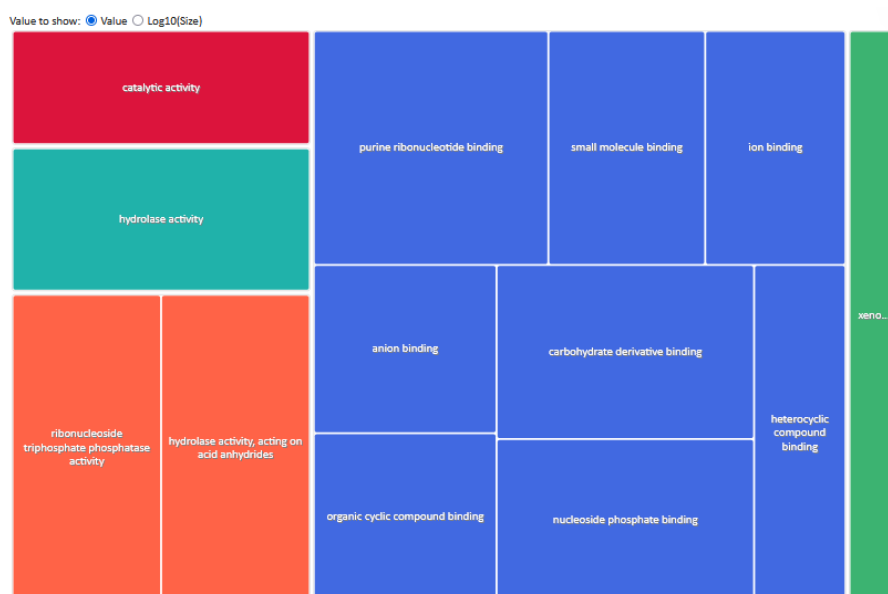 Value to show: Value Log10(Size)
catalytic activity
hydrolase activity
ribonucleoside
triphosphate phosphatase
activity
hydrolase activity, acting on
acid anhydrides
purine ribonucleotide binding
small molecule binding
ion binding
anion binding
carbohydrate derivative binding
heterocyclic
compound
binding
organic cyclic compound binding
nucleoside phosphate binding
xeno...